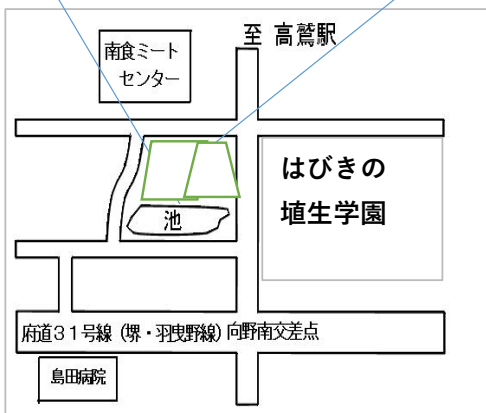 至 高鷲駅
南食ミート
センター
はびきの
埴生学園
池
府道31号線(堺・羽曳野線)向野南交差点
島田病院